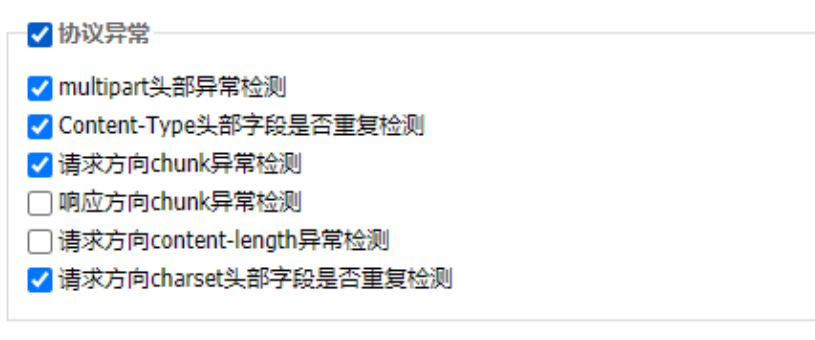 协议异常
multipart头部异常检测
Content-Type头部字段是否重复检测
请求方向chunk异常检测
响应方向chunk异常检测
请求方向content-length异常检测
请求方向charset头部字段是否重复检测